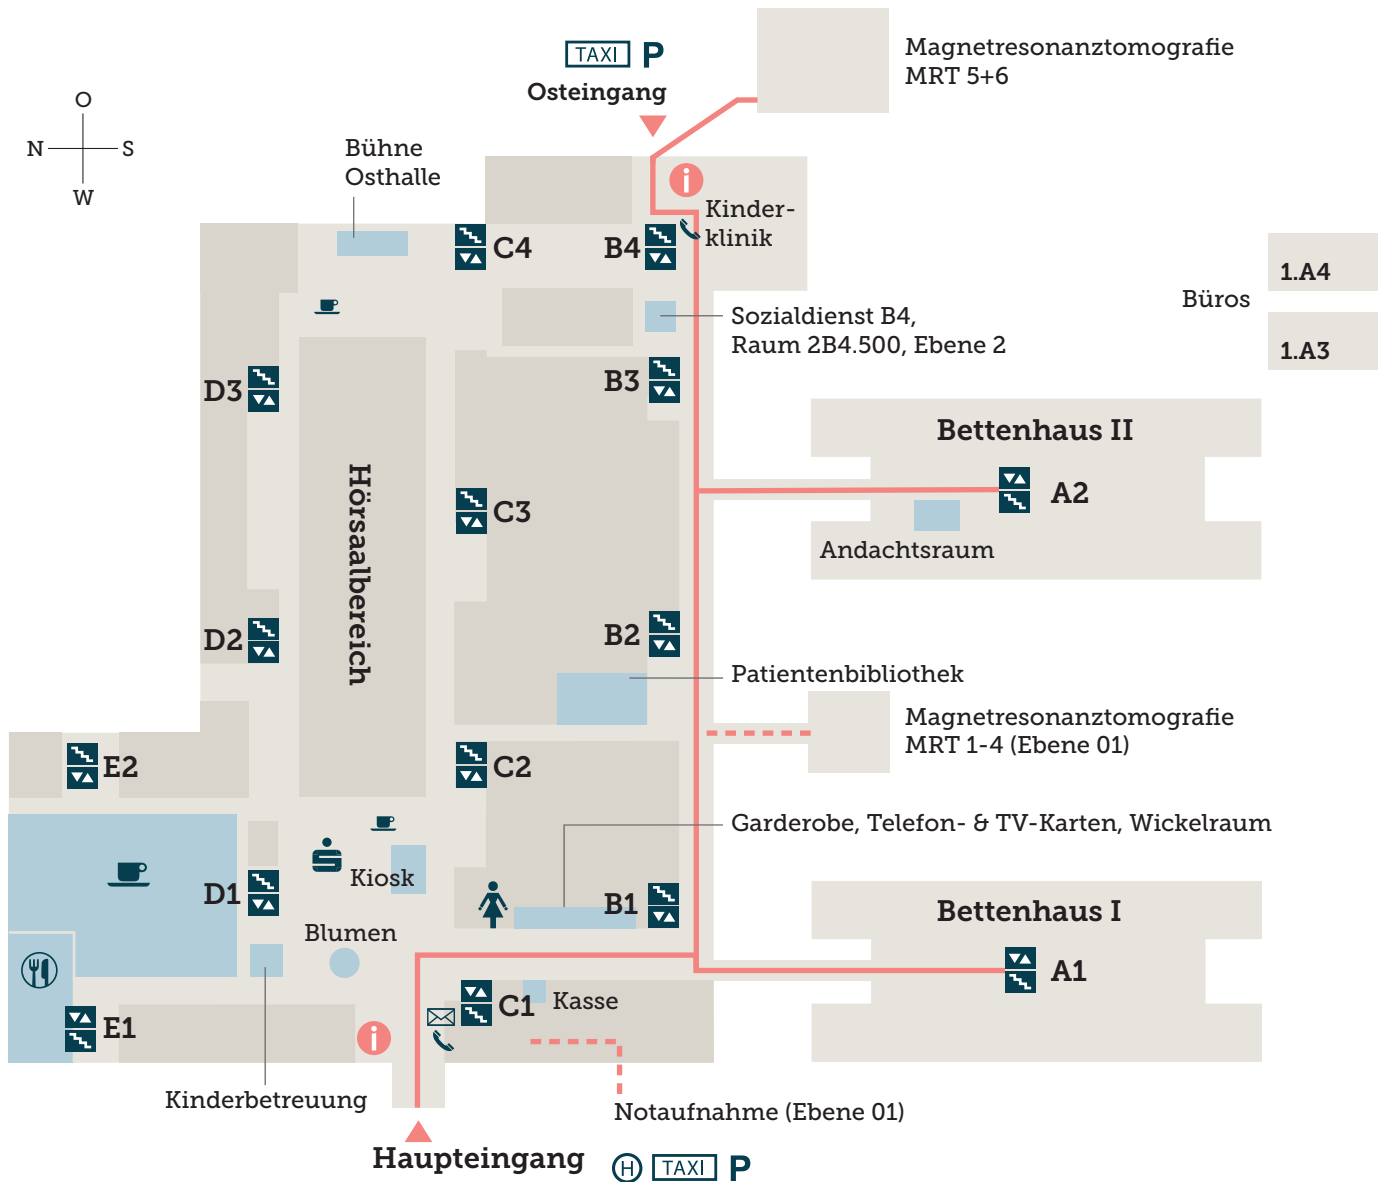 TAXI P
Osteingang
Magnetresonanztomografie
MRT 5+6
O
N S
W
Bühne
Osthalle
i
Kinder-
klinik
C4
B4
1.A4
Büros
1.A3
Sozialdienst B4,
Raum 2B4.500, Ebene 2
D3
B3
Bettenhaus II
Hörsaalbereich
C3
A2
Andachtsraum
D2
B2
Patientenbibliothek
Magnetresonanztomografie
MRT 1-4 (Ebene 01)
E2
C2
Garderobe, Telefon- & TV-Karten, Wickelraum
Kiosk
D1
B1
Bettenhaus I
Blumen
A1
C1
Kasse
E1
i
Kinderbetreuung
Notaufnahme (Ebene 01)
Haupteingang
H TAXI P